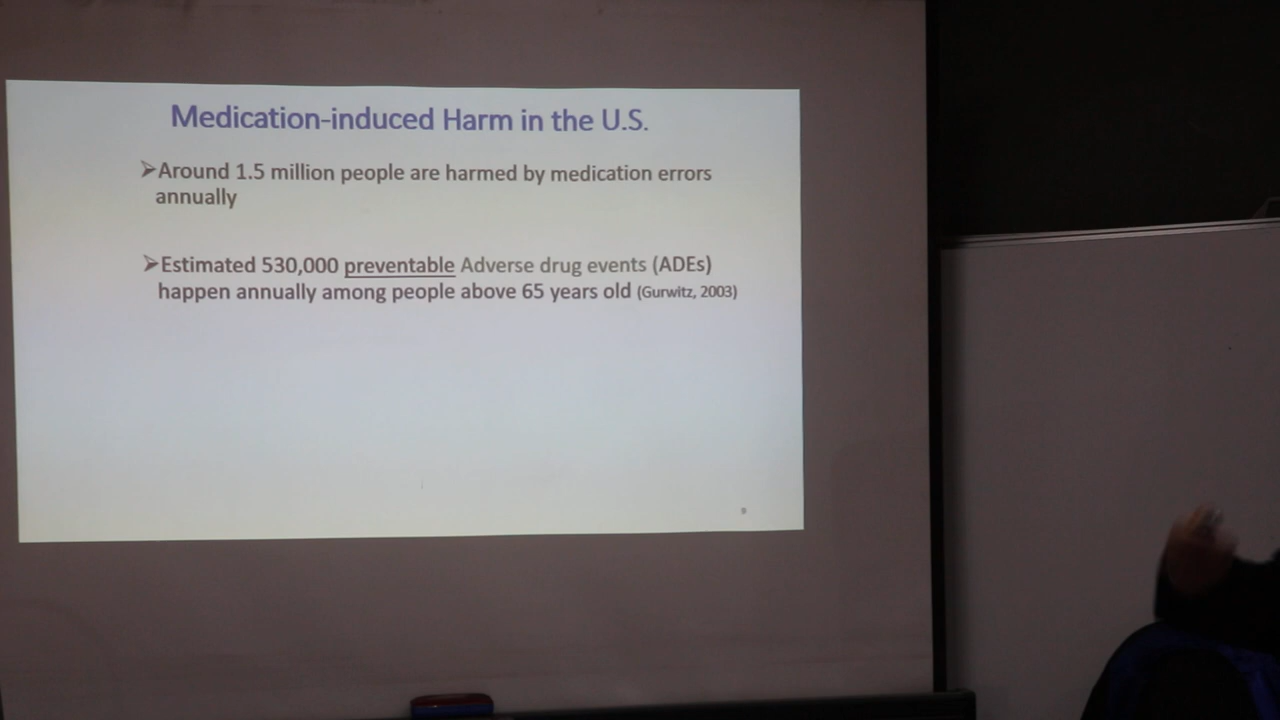 Medication-induced Harm in the U.S.
➢Around 1.5 million people are harmed by medication errors
annually
➢Estimated 530,000 preventable Adverse drug events (ADEs)
happen annually among people above 65 years old (Gurwitz, 2003)